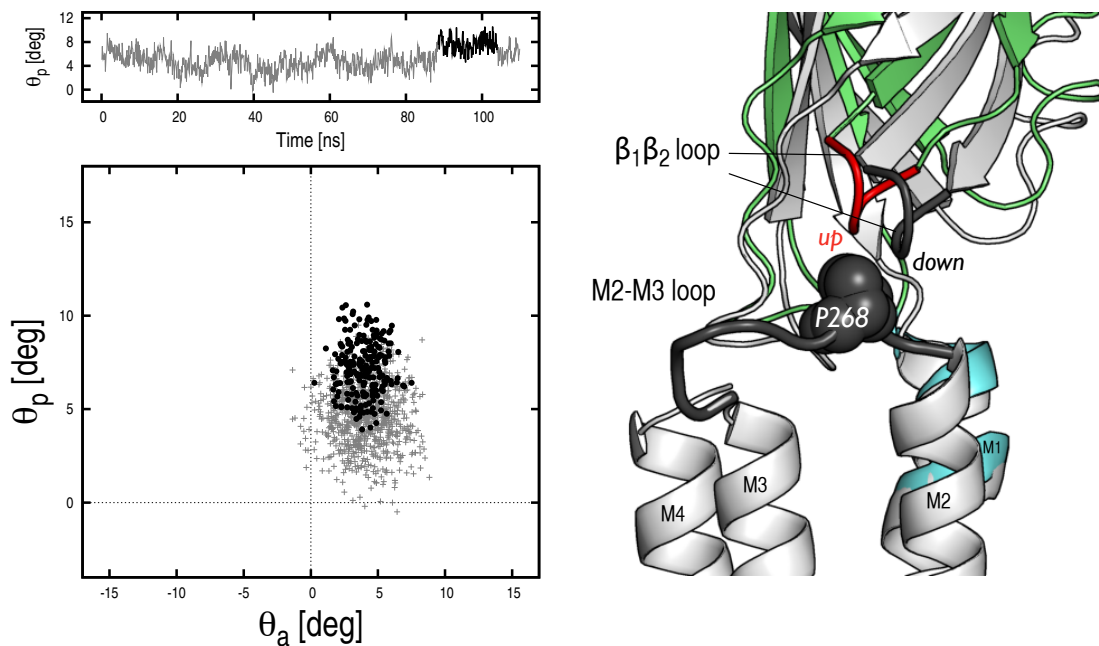 θp [deg]
12
8
4
0
0 20 40 60 80 100
Time [ns]
θp [deg]
15
10
5
0
-15 -10 -5 0 5 10 15
θa [deg]
β1β2 loop
up
down
M2-M3 loop
P268
M1
M3
M2
M4